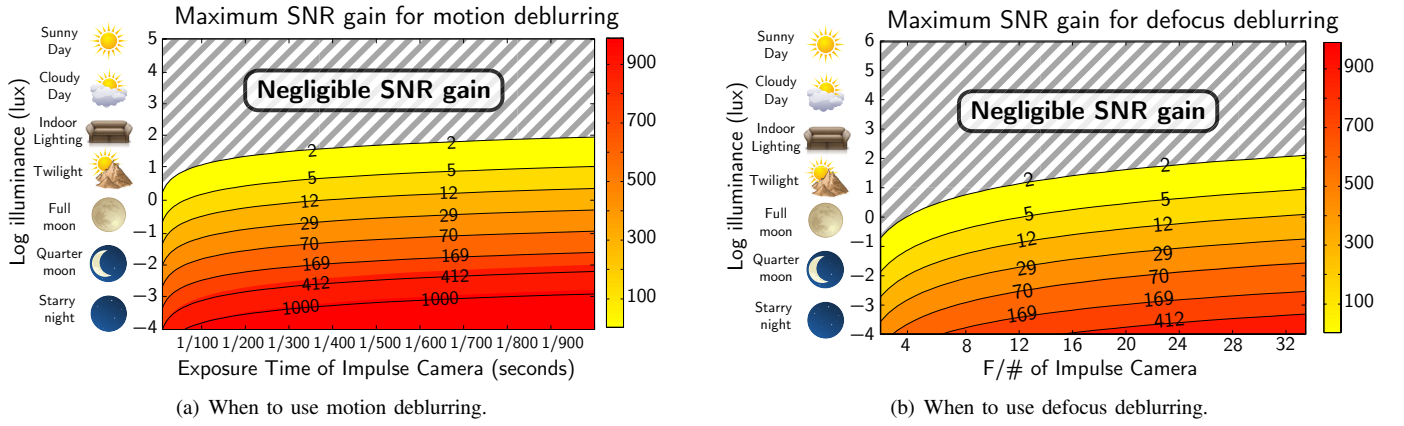 Maximum SNR gain for motion deblurring
Log illuminance (lux)
Sunny
Day
Cloudy
Day
Indoor
Lighting
Twilight
Full
moon
Quarter
moon
Starry
night
5
4
3
2
1
0
−1
−2
−3
−4
Negligible SNR gain
2 2
5 5
12 12
29 29
70 70
169 169
412 412
1000 1000
1/100 1/200 1/300 1/400 1/500 1/600 1/700 1/800 1/900
Exposure Time of Impulse Camera (seconds)
900
700
500
300
100
(a) When to use motion deblurring.
Maximum SNR gain for defocus deblurring
Log illuminance (lux)
Sunny
Day
Cloudy
Day
Indoor
Lighting
Twilight
Full
moon
Quarter
moon
Starry
night
6
5
4
3
2
1
0
−1
−2
−3
−4
Negligible SNR gain
2 2
5 5
12 12
29 29
70 70
169 169
412
4 8 12 16 20 24 28 32
F/# of Impulse Camera
900
700
500
300
100
(b) When to use defocus deblurring.